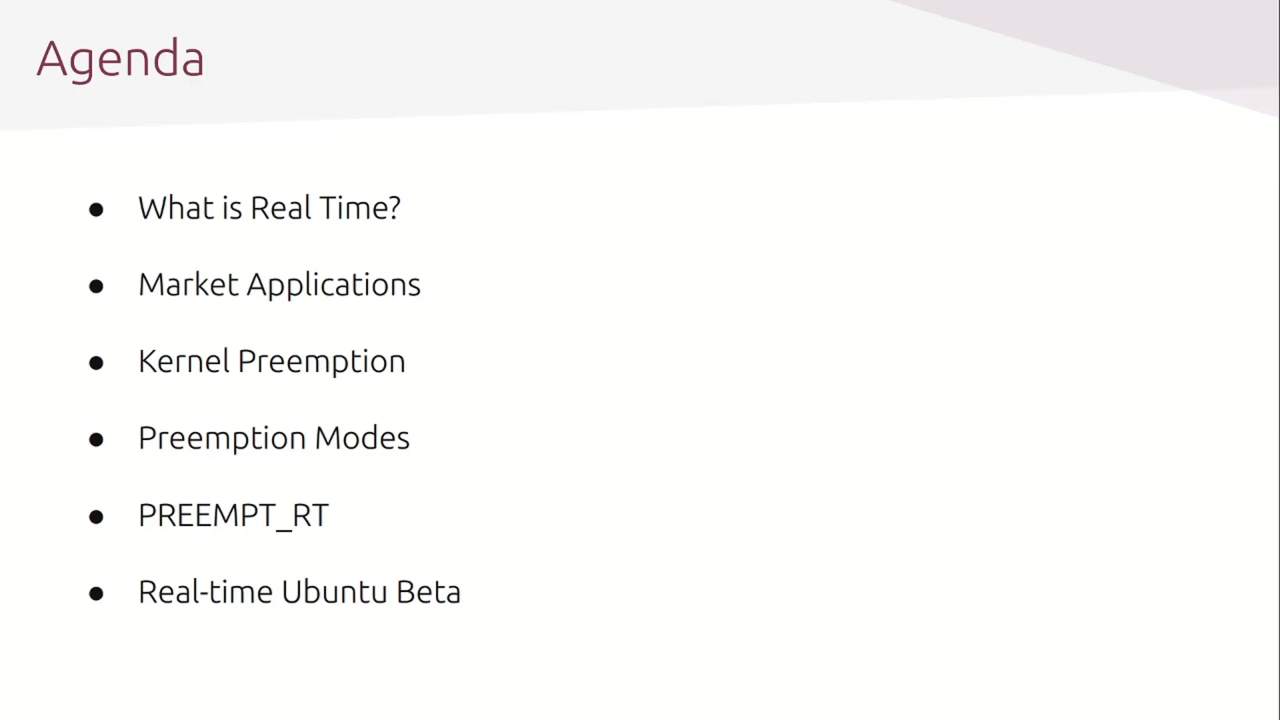 Agenda
● What is Real Time?
● Market Applications
● Kernel Preemption
● Preemption Modes
● PREEMPT_RT
● Real-time Ubuntu Beta